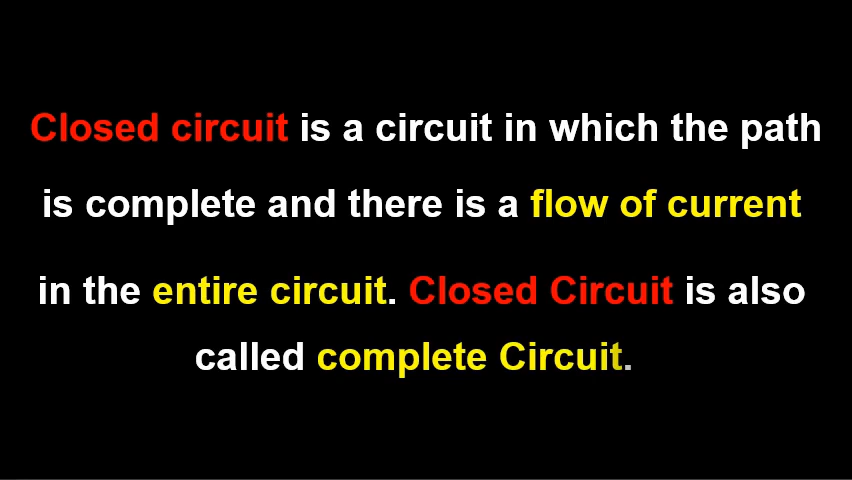 Closed circuit is a circuit in which the path
is complete and there is a flow of current
in the entire circuit. Closed Circuit is also
called complete Circuit.